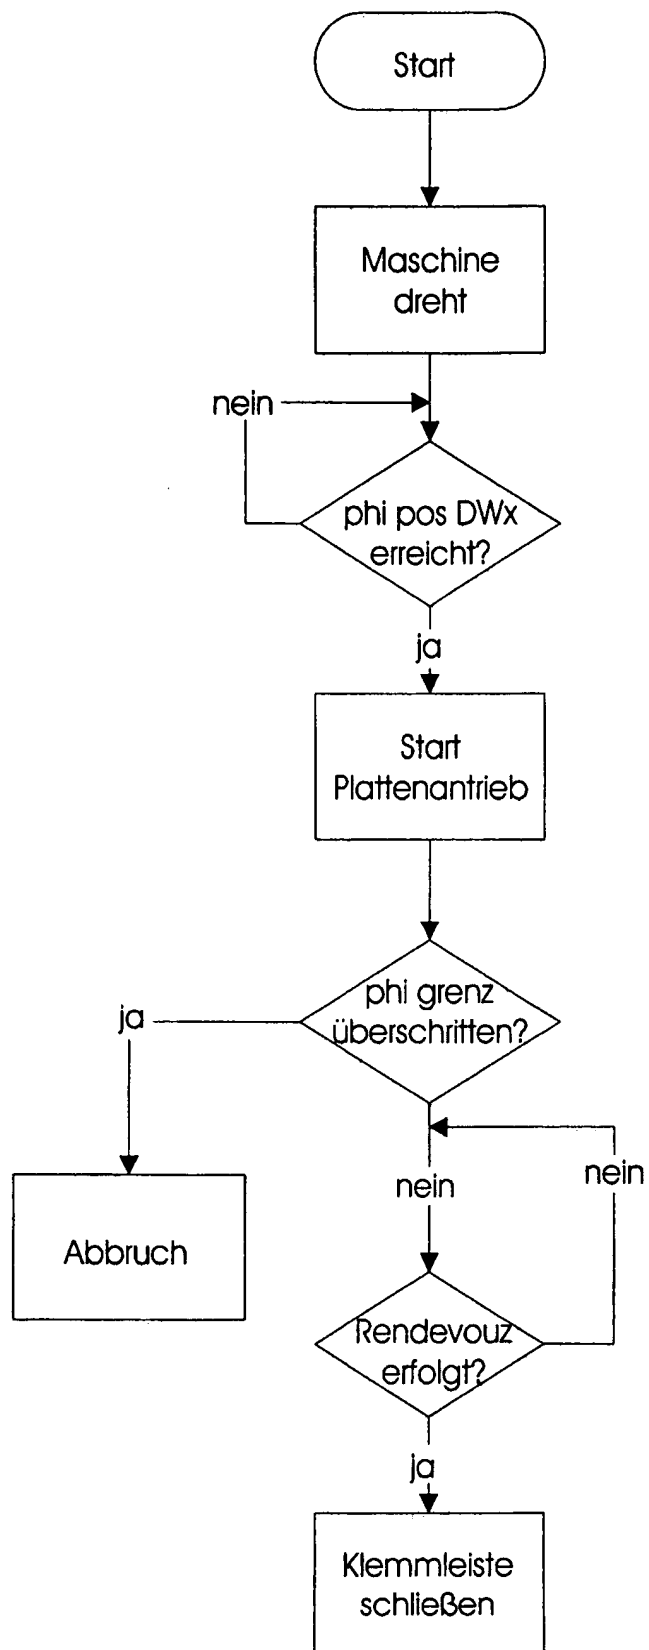 Start
Maschine
dreht
nein
phi pos DWx
erreicht?
ja
Start
Plattenantrieb
phi grenz
überschritten?
ja
nein
nein
Abbruch
Rendevouz
erfolgt?
ja
Klemmleiste
schließen